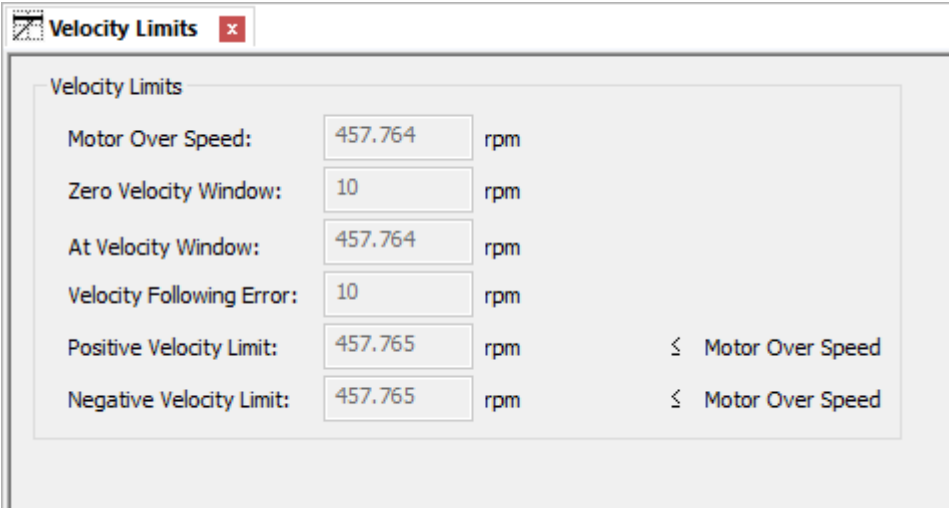 Velocity Limits x
Velocity Limits
Motor Over Speed: 457.764 rpm
Zero Velocity Window: 10 rpm
At Velocity Window: 457.764 rpm
Velocity Following Error: 10 rpm
Positive Velocity Limit: 457.765 rpm ≤ Motor Over Speed
Negative Velocity Limit: 457.765 rpm ≤ Motor Over Speed